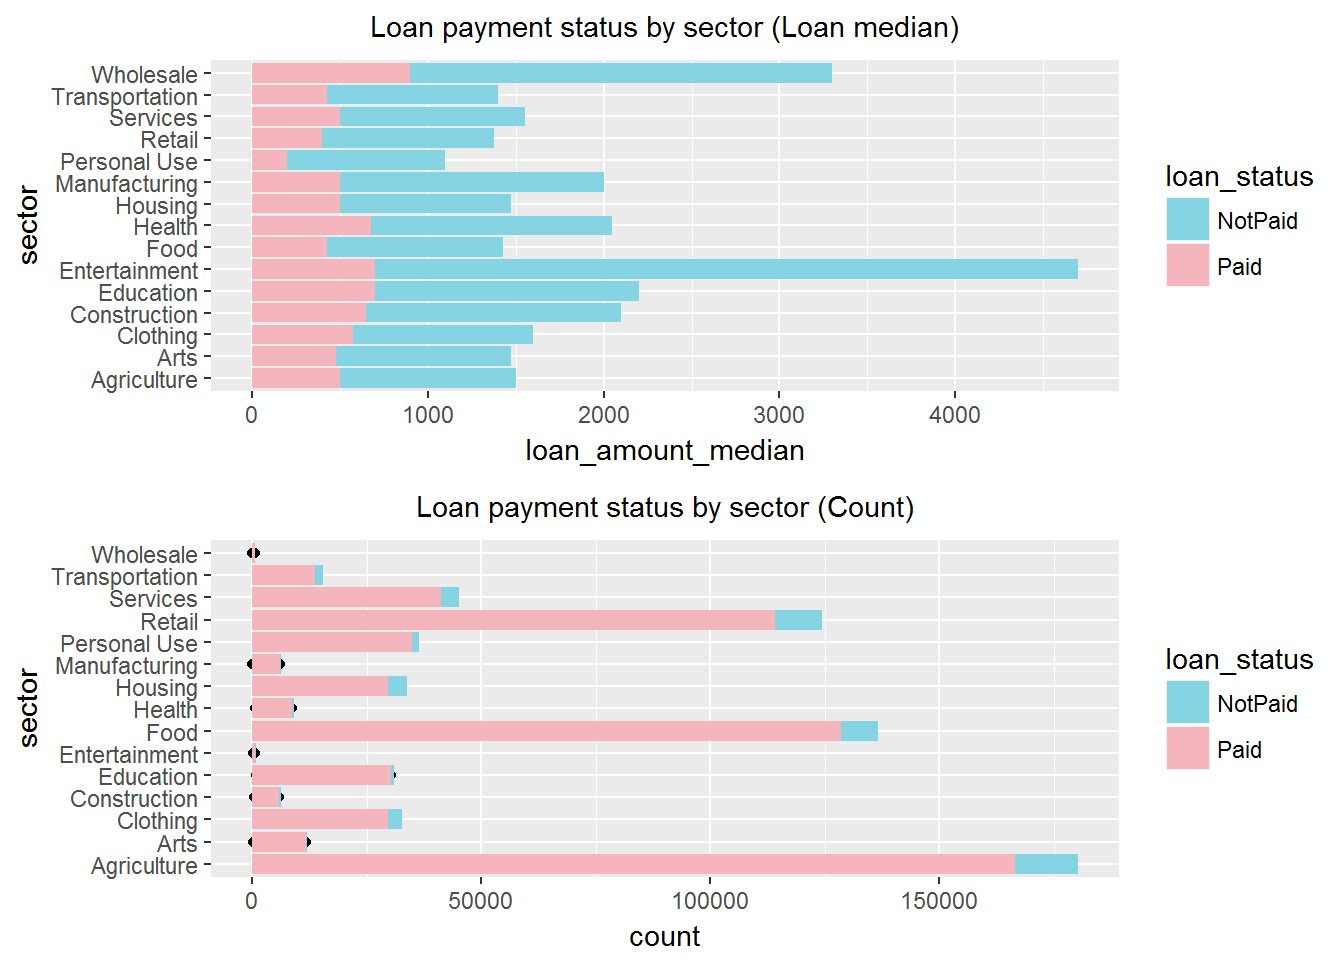 Loan payment status by sector (Loan median)
sector
Wholesale
Transportation
Services
Retail
Personal Use
Manufacturing
Housing
Health
Food
Entertainment
Education
Construction
Clothing
Arts
Agriculture
0 1000 2000 3000 4000
loan_amount_median
loan_status
NotPaid
Paid
Loan payment status by sector (Count)
sector
Wholesale
Transportation
Services
Retail
Personal Use
Manufacturing
Housing
Health
Food
Entertainment
Education
Construction
Clothing
Arts
Agriculture
0 50000 100000 150000
count
loan_status
NotPaid
Paid